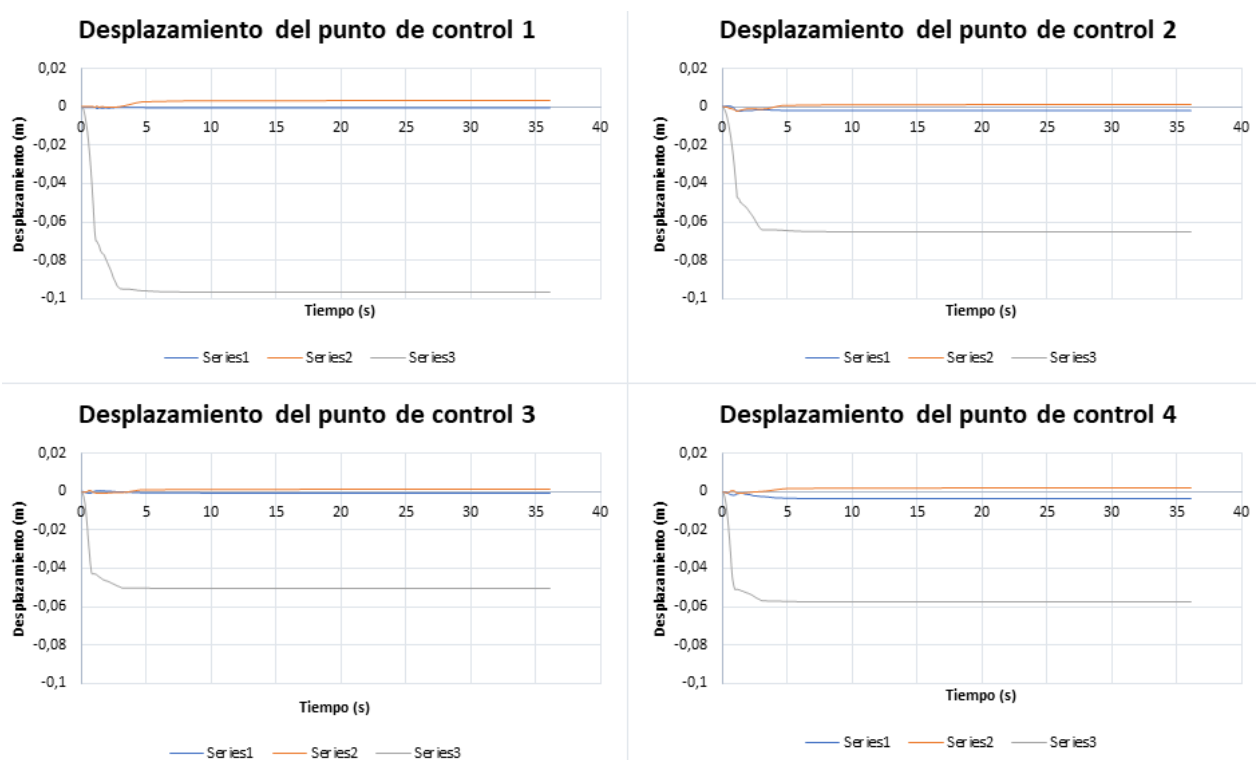 Desplazamiento del punto de control 1
0,02
0
-0,02
-0,04
-0,06
-0,08
-0,1
0 5 10 15 20 25 30 35 40
Desplazamiento (m)
Tiempo (s)
Series1 Series2 Series3
Desplazamiento del punto de control 2
0,02
0
-0,02
-0,04
-0,06
-0,08
-0,1
0 5 10 15 20 25 30 35 40
Desplazamiento (m)
Tiempo (s)
Series1 Series2 Series3
Desplazamiento del punto de control 3
0,02
0
-0,02
-0,04
-0,06
-0,08
-0,1
0 5 10 15 20 25 30 35 40
Desplazamiento (m)
Tiempo (s)
Series1 Series2 Series3
Desplazamiento del punto de control 4
0,02
0
-0,02
-0,04
-0,06
-0,08
-0,1
0 5 10 15 20 25 30 35 40
Desplazamiento (m)
Tiempo (s)
Series1 Series2 Series3